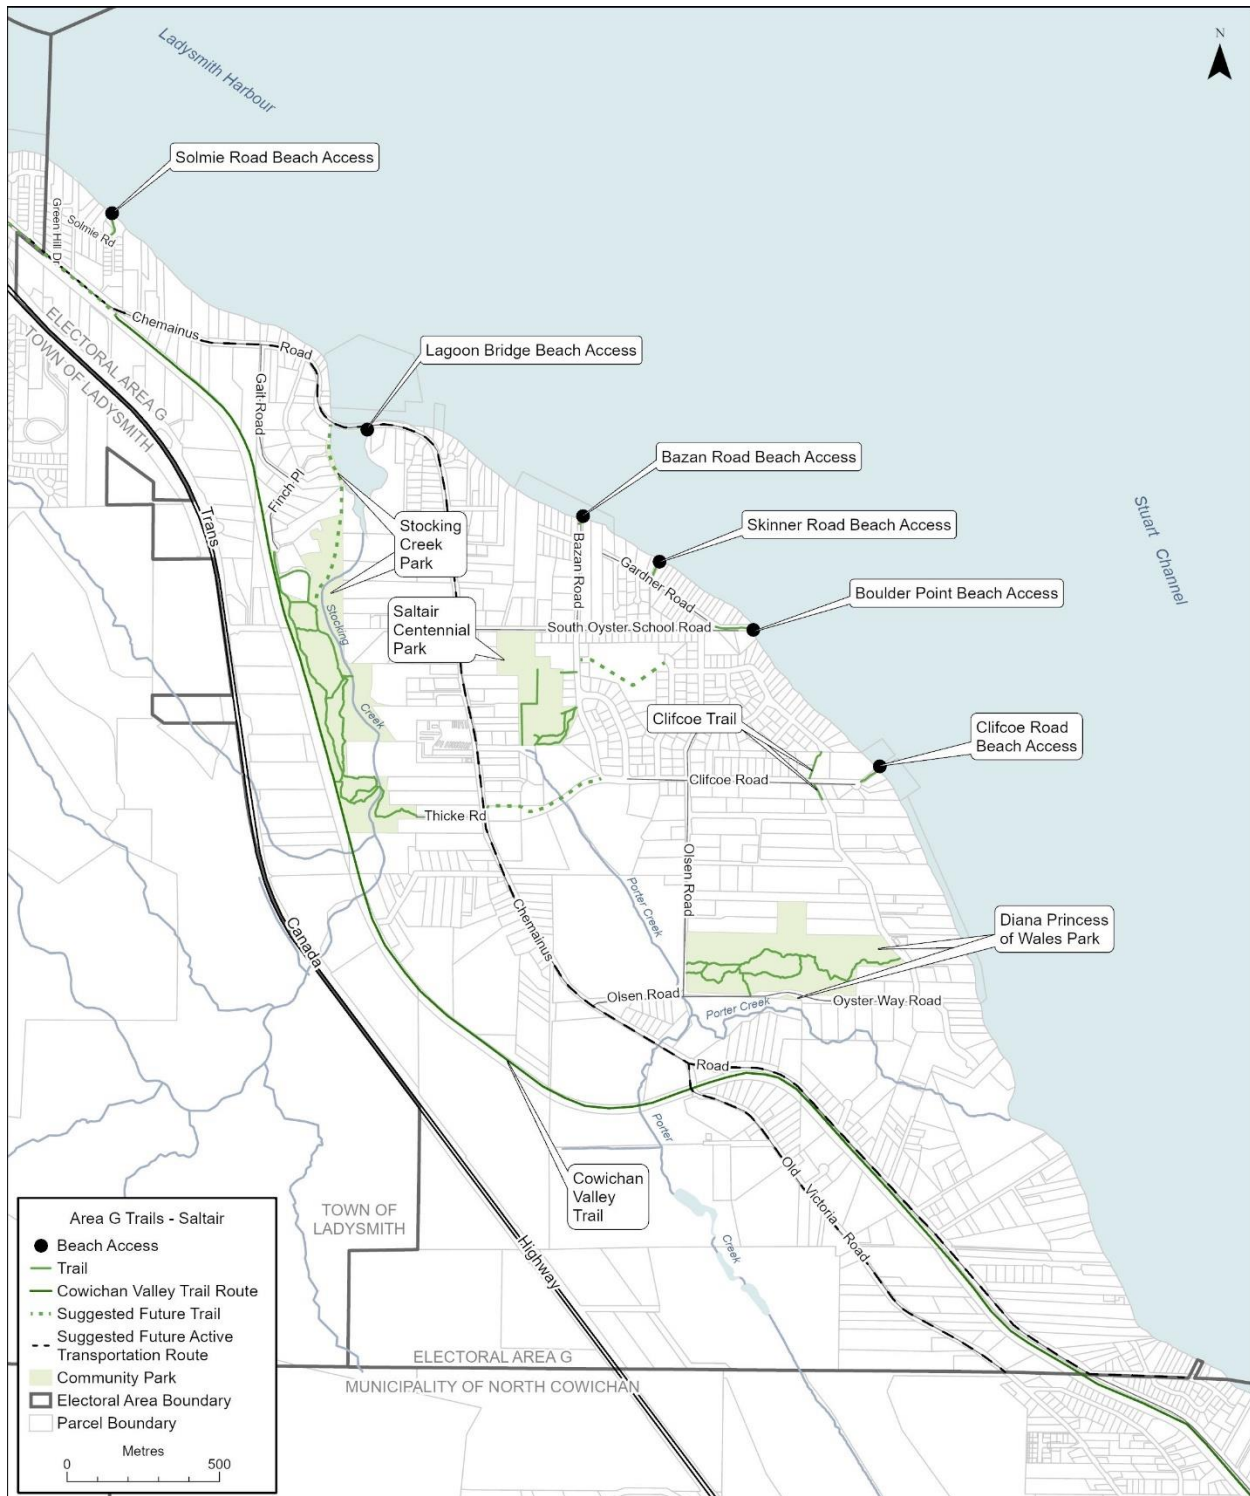 N
Ladysmith Harbour
Solmie Road Beach Access
Green Hill Dr
Solmie Rd
Chemainus
Road
Lagoon Bridge Beach Access
ELECTORAL AREA G
TOWN OF LADYSMITH
Gait Road
Finch Pl
Trans
Bazan Road Beach Access
Stuart Channel
Stocking
Creek
Park
Skinner Road Beach Access
Bazan Road
Gardner Road
Boulder Point Beach Access
Saltair
Centennial
Park
South Oyster School Road
Stocking
Creek
Clifcoe Trail
Clifcoe Road
Beach Access
Clifcoe Road
Thicke Rd
Olsen Road
Porter Creek
Chemainus
Canada
Diana Princess
of Wales Park
Olsen Road
Oyster Way Road
Porter Creek
Road
Porter
Cowichan
Valley
Trail
Old Victoria Road
Creek
Highway
TOWN OF
LADYSMITH
ELECTORAL AREA G
MUNICIPALITY OF NORTH COWICHAN
Area G Trails - Saltair
Beach Access
Trail
Cowichan Valley Trail Route
Suggested Future Trail
Suggested Future Active
Transportation Route
Community Park
Electoral Area Boundary
Parcel Boundary
Metres
0 500